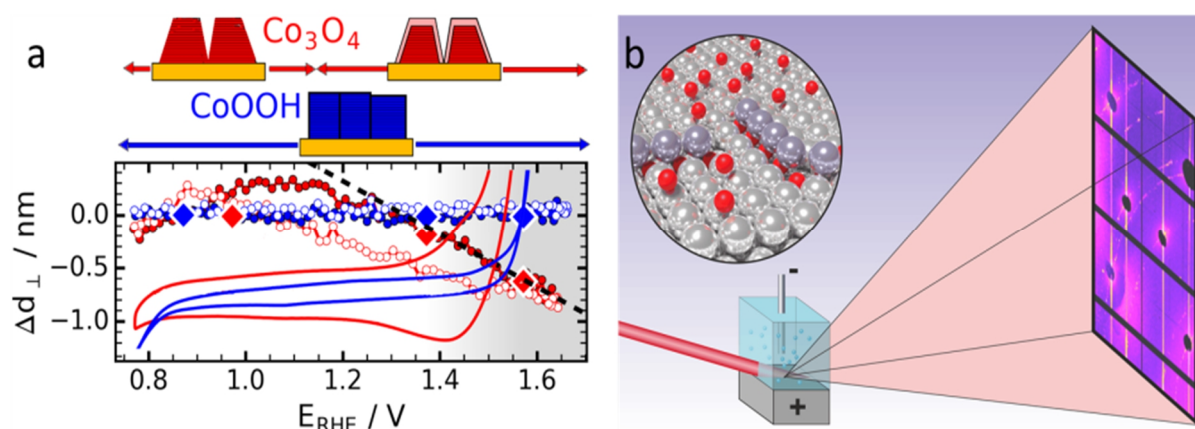 a
Co₃O₄
CoOOH
Δd⊥ / nm
0.0
−0.5
−1.0
0.8 1.0 1.2 1.4 1.6
E_RHE / V
b
-
+